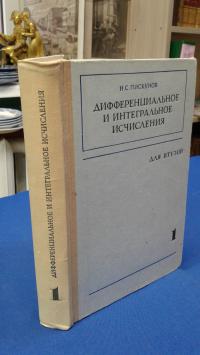 Н.С. ПИСКУНОВ
ДИФФЕРЕНЦИАЛЬНОЕ
И ИНТЕГРАЛЬНОЕ
ИСЧИСЛЕНИЯ
ДЛЯ ВТУЗОВ
1
ДИФФЕРЕНЦИАЛЬНОЕ И ИНТЕГРАЛЬНОЕ ИСЧИСЛЕНИЯ
1